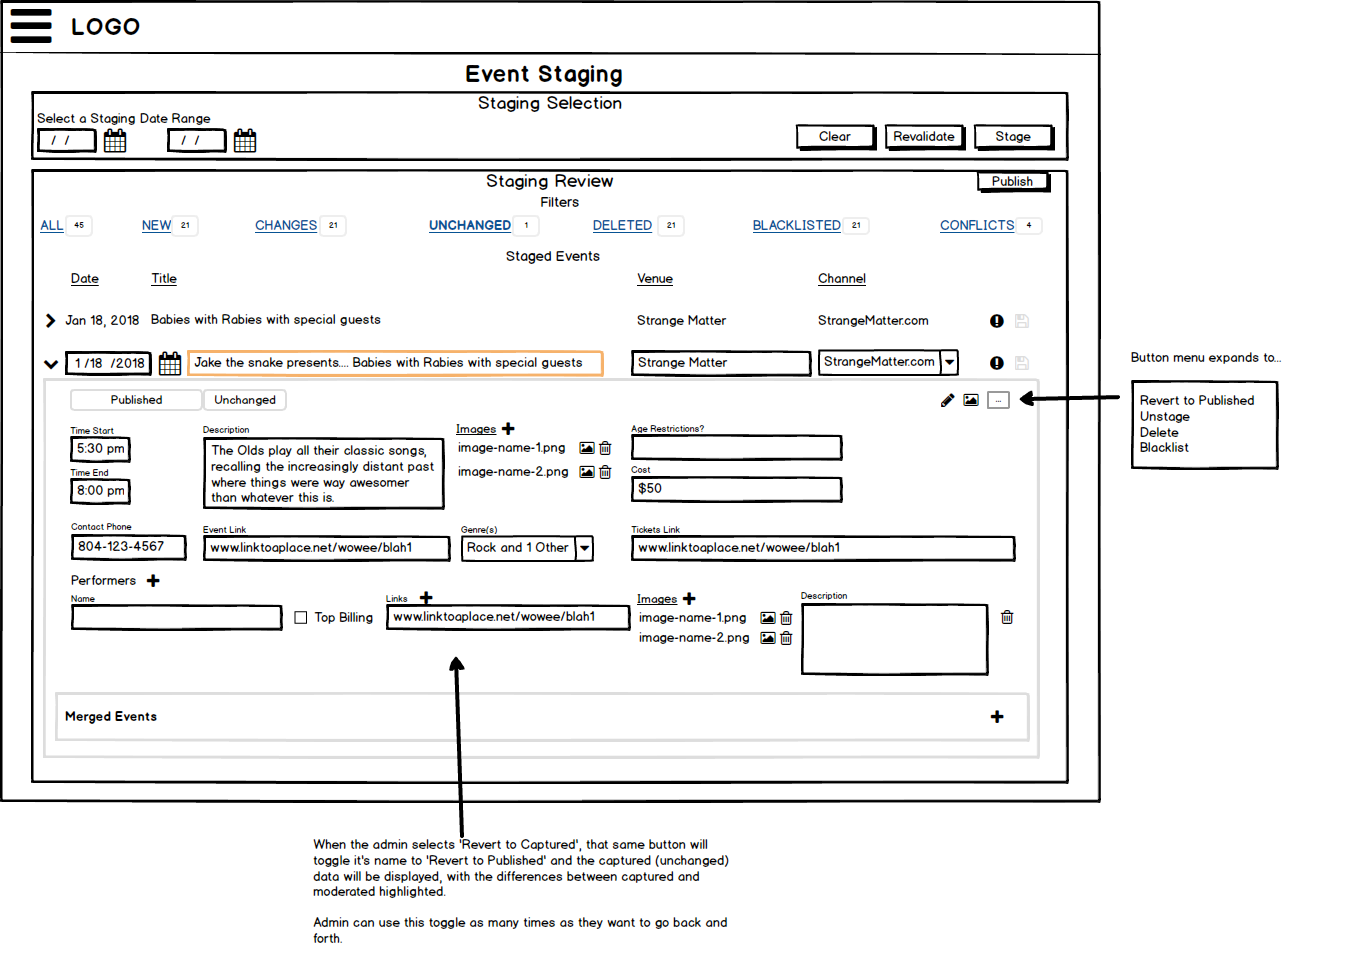 LOGO
Event Staging
Staging Selection
Select a Staging Date Range
/ /
/ /
Clear
Revalidate
Stage
Staging Review
Publish
Filters
ALL 45
NEW 21
CHANGES 21
UNCHANGED 1
DELETED 21
BLACKLISTED 21
CONFLICTS 4
Staged Events
Date
Title
Venue
Channel
Jan 18, 2018
Babies with Rabies with special guests
Strange Matter
StrangeMatter.com
1 /18 /2018
Jake the snake presents.... Babies with Rabies with special guests
Strange Matter
StrangeMatter.com
Published
Unchanged
...
Time Start
5:30 pm
Time End
8:00 pm
Description
The Olds play all their classic songs,
recalling the increasingly distant past
where things were way awesomer
than whatever this is.
Images
image-name-1.png
image-name-2.png
Age Restrictions?
Cost
$50
Contact Phone
804-123-4567
Event Link
www.linktoaplace.net/wowee/blah1
Genre(s)
Rock and 1 Other
Tickets Link
www.linktoaplace.net/wowee/blah1
Performers
Name
Top Billing
Links
www.linktoaplace.net/wowee/blah1
Images
image-name-1.png
image-name-2.png
Description
Merged Events
Button menu expands to...
Revert to Published
Unstage
Delete
Blacklist
When the admin selects 'Revert to Captured', that same button will
toggle it's name to 'Revert to Published' and the captured (unchanged)
data will be displayed, with the differences between captured and
moderated highlighted.
Admin can use this toggle as many times as they want to go back and
forth.